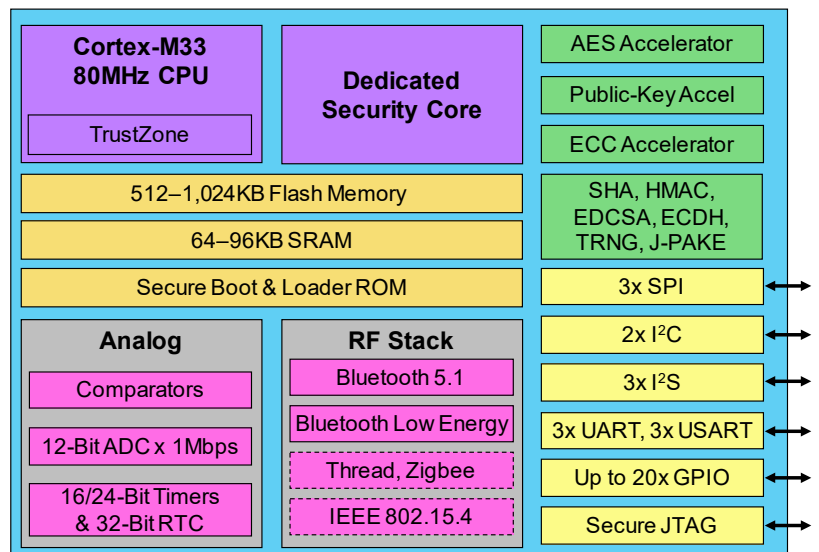 Cortex-M33
80MHz CPU
TrustZone
Dedicated
Security Core
AES Accelerator
Public-Key Accel
ECC Accelerator
SHA, HMAC,
EDCSA, ECDH,
TRNG, J-PAKE
512–1,024KB Flash Memory
64–96KB SRAM
Secure Boot & Loader ROM
Analog
Comparators
12-Bit ADC x 1Mbps
16/24-Bit Timers
& 32-Bit RTC
RF Stack
Bluetooth 5.1
Bluetooth Low Energy
Thread, Zigbee
IEEE 802.15.4
3x SPI
2x I²C
3x I²S
3x UART, 3x USART
Up to 20x GPIO
Secure JTAG